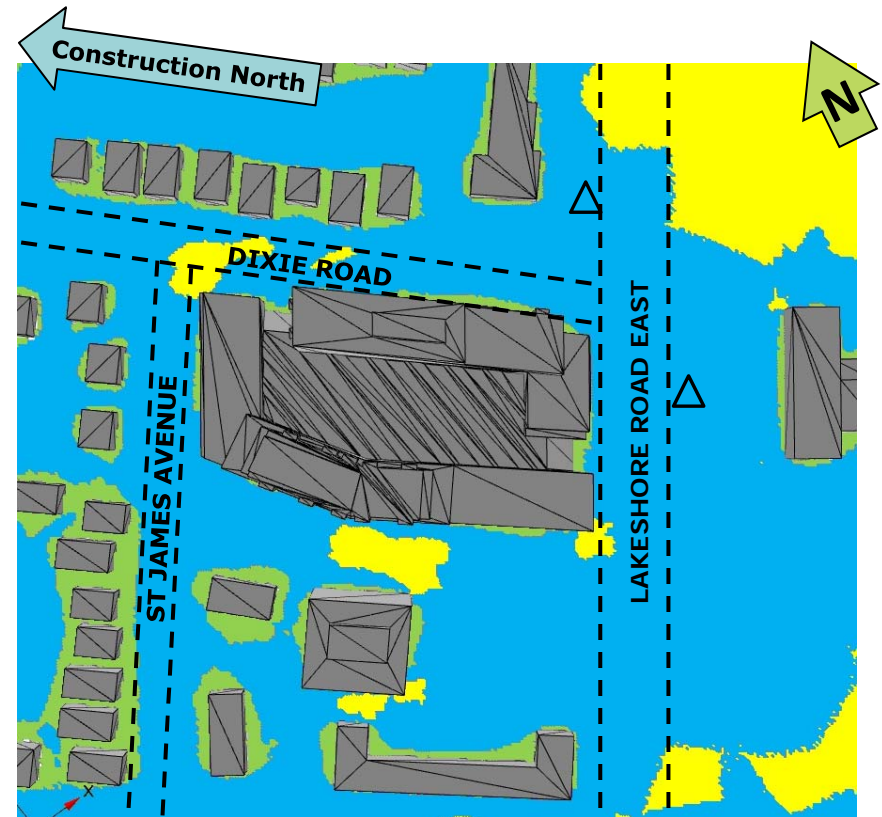 Construction North
N
DIXIE ROAD
LAKESHORE ROAD EAST
ST JAMES AVENUE
X